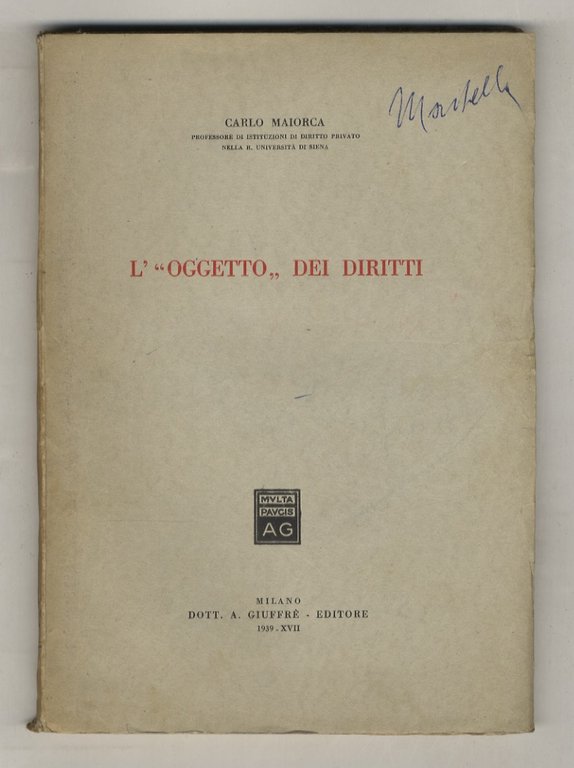 CARLO MAIORCA
PROFESSORE DI ISTITUZIONI DI DIRITTO PRIVATO
NELLA R. UNIVERSITÀ DI SIENA
L' “OGGETTO„ DEI DIRITTI
MVLTA
PAVCIS
AG
MILANO
DOTT. A. GIUFFRÈ - EDITORE
1939 - XVII